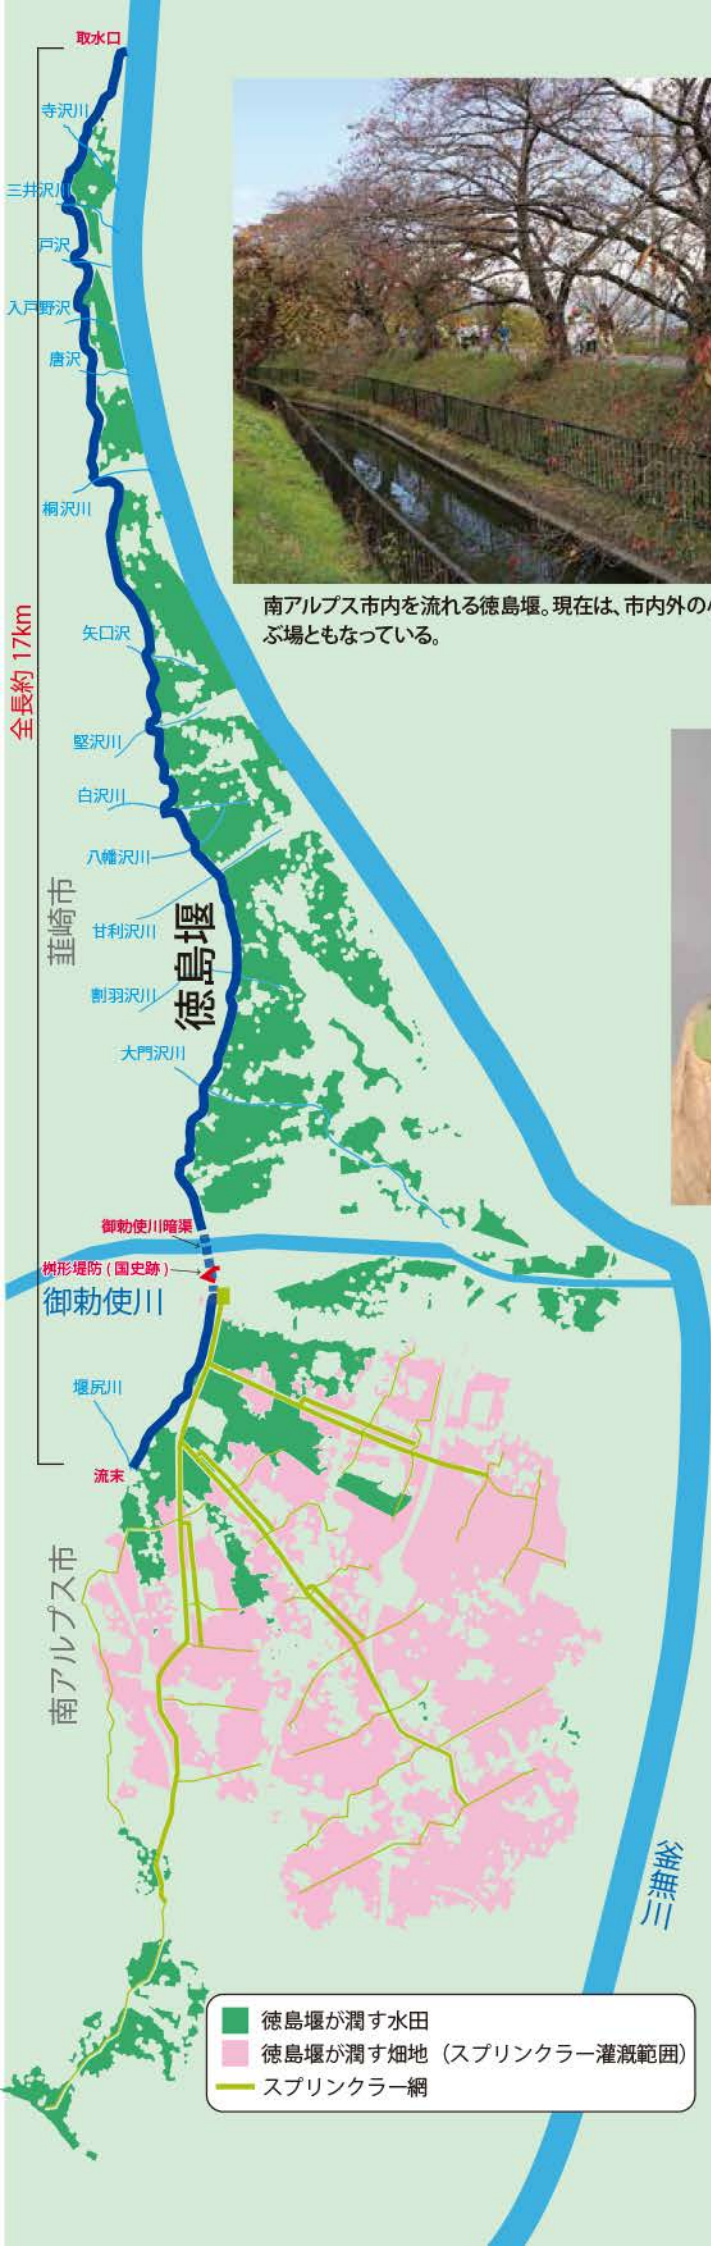 取水口
寺沢川
三井沢川
戸沢
入戸野沢
唐沢
桐沢川
南アルプス市内を流れる徳島堰。現在は、市内外の
ぶ場ともなっている。
全長約 17km
矢口沢
堅沢川
白沢川
八幡沢川
韮崎市
甘利沢川
徳島堰
割羽沢川
大門沢川
御勅使川暗渠
桝形堤防（国史跡）
御勅使川
堰尻川
流末
南アルプス市
釜無川
徳島堰が潤す水田
徳島堰が潤す畑地（スプリンクラー灌漑範囲）
スプリンクラー網